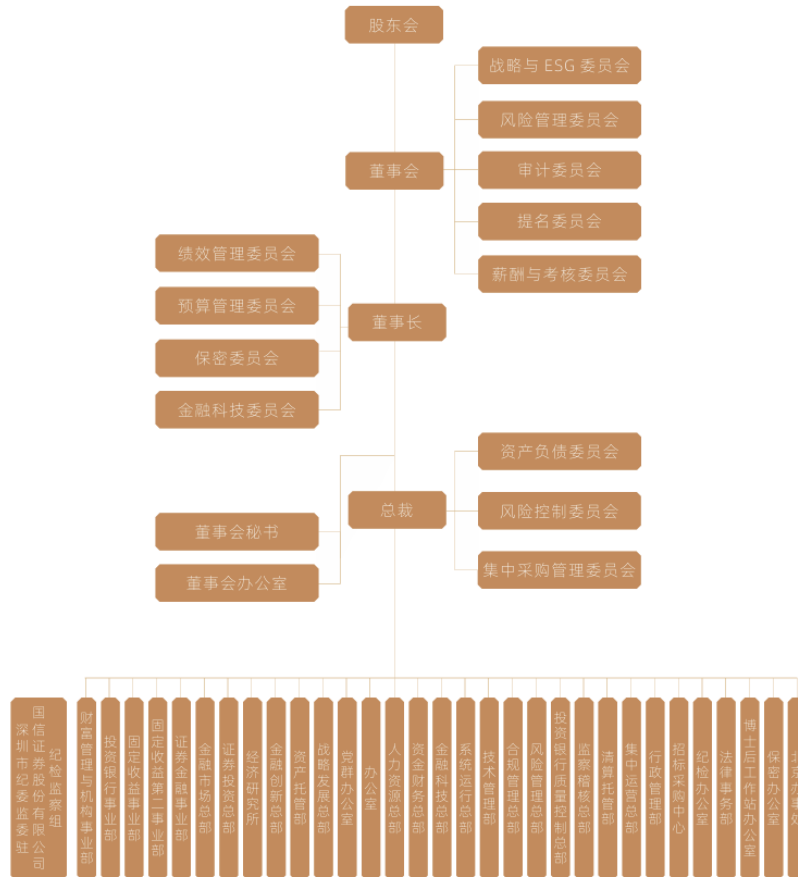 股东会
战略与 ESG 委员会
风险管理委员会
董事会
审计委员会
提名委员会
薪酬与考核委员会
绩效管理委员会
预算管理委员会
董事长
保密委员会
金融科技委员会
资产负债委员会
总裁
风险控制委员会
集中采购管理委员会
董事会秘书
董事会办公室
深圳市纪委监委驻
国信证券股份有限公司
纪检监察组
财富管理与机构事业部
投资银行事业部
固定收益事业部
固定收益第二事业部
证券金融事业部
金融市场总部
证券投资总部
经济研究所
金融创新总部
资产托管部
战略发展总部
党群办公室
办公室
人力资源总部
资金财务总部
金融科技总部
系统运行总部
技术管理部
合规管理总部
风险管理总部
投资银行质量控制总部
监察稽核总部
清算托管部
集中运营总部
行政管理部
招标采购中心
纪检办公室
法律事务部
博士后工作站办公室
保密办公室
北京办事处